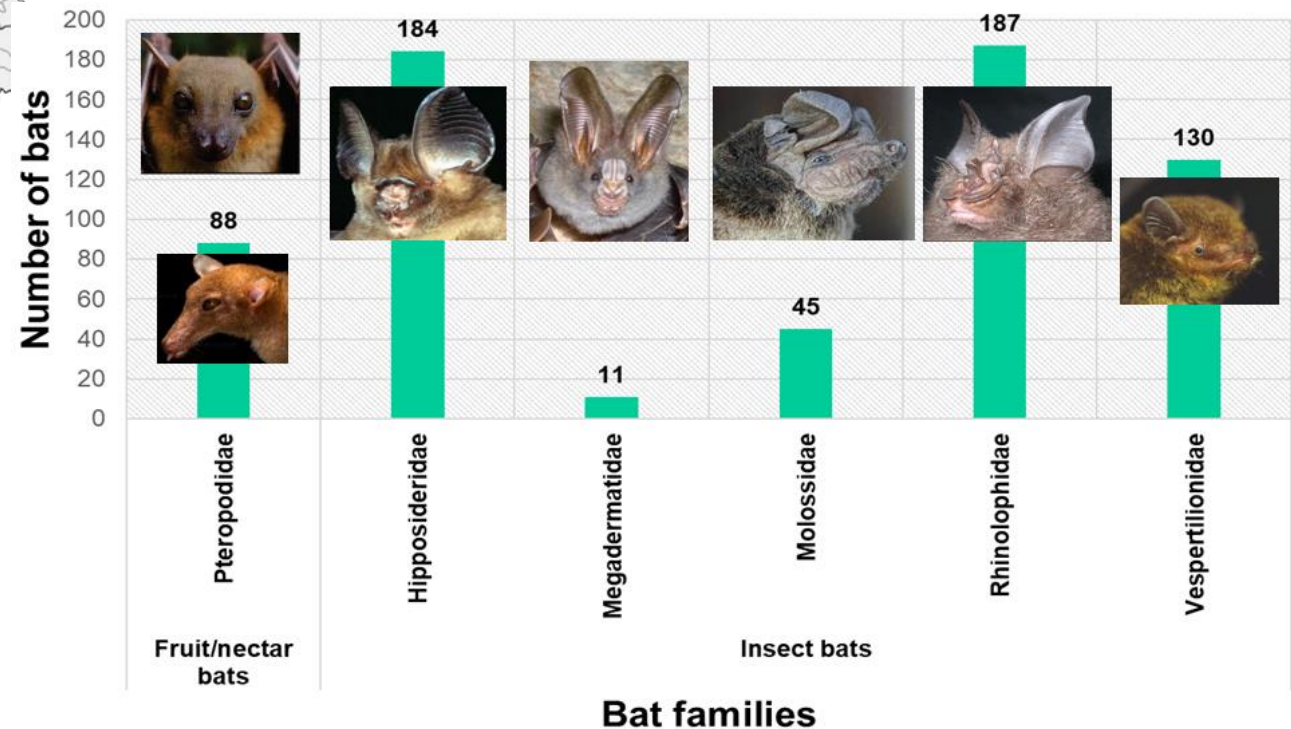 Number of bats
200
180
160
140
120
100
80
60
40
20
0
88
184
11
45
187
130
Pteropodidae
Hipposideridae
Megadermatidae
Molossidae
Rhinolophidae
Vespertilionidae
Fruit/nectar
bats
Insect bats
Bat families